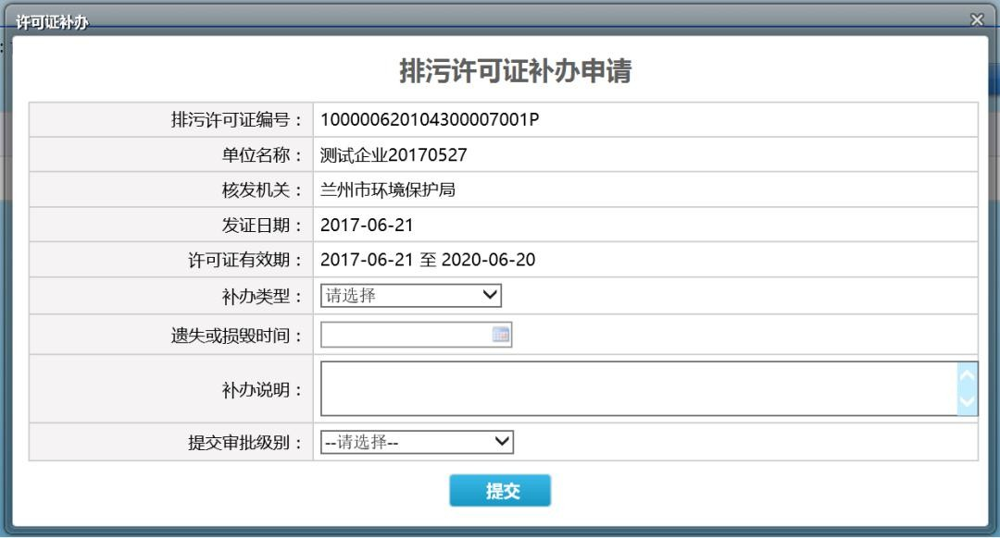 许可证补办
排污许可证补办申请
排污许可证编号： 100000620104300007001P
单位名称： 测试企业20170527
核发机关： 兰州市环境保护局
发证日期： 2017-06-21
许可证有效期： 2017-06-21 至 2020-06-20
补办类型： 请选择
遗失或损毁时间：
补办说明：
提交审批级别： --请选择--
提交